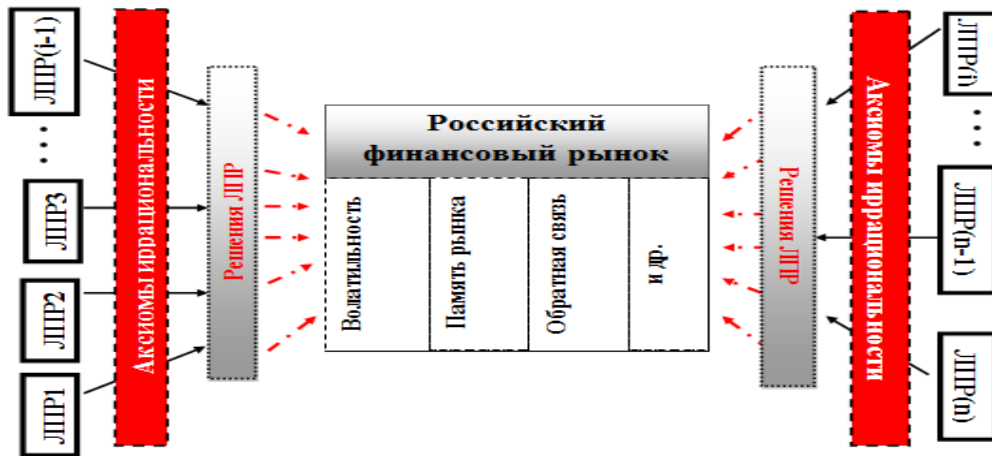 ЛПР(i-1)
...
ЛПР3
ЛПР2
ЛПР1
Аксиомы иррациональности
Решения ЛПР
Российский
финансовый рынок
Волатильность
Память рынка
Обратная связь
и др.
Решения ЛПР
Аксиомы иррациональности
ЛПР(i)
...
ЛПР(n-1)
ЛПР(n)